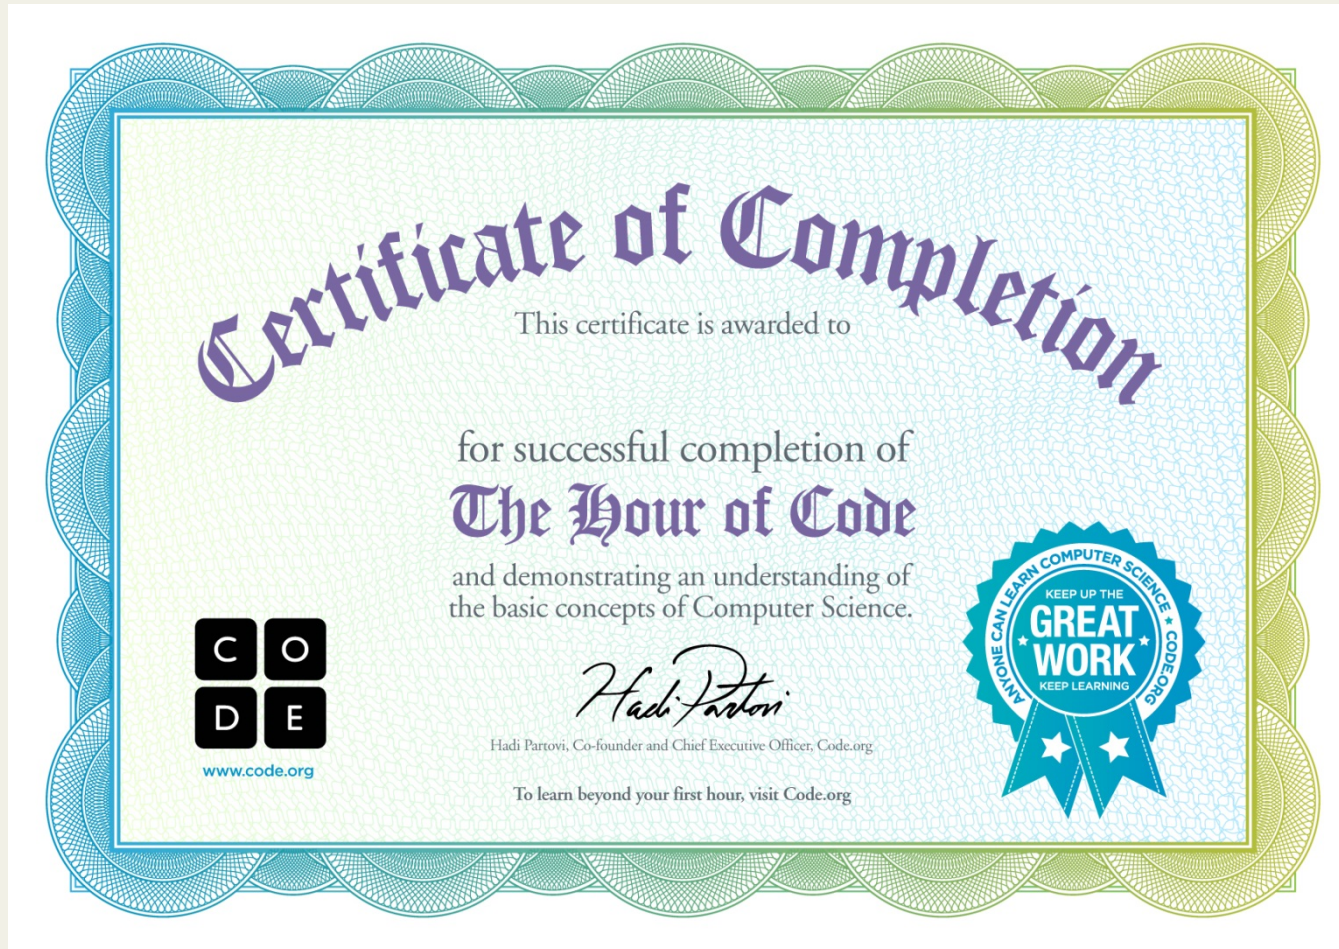 Certificate of Completion
This certificate is awarded to
for successful completion of
The Hour of Code
and demonstrating an understanding of
the basic concepts of Computer Science.
Hadi Partovi
Hadi Partovi, Co-founder and Chief Executive Officer, Code.org
To learn beyond your first hour, visit Code.org
C O
D E
www.code.org
ANYONE CAN LEARN COMPUTER SCIENCE ★ CODE.ORG
KEEP UP THE
GREAT
WORK
KEEP LEARNING